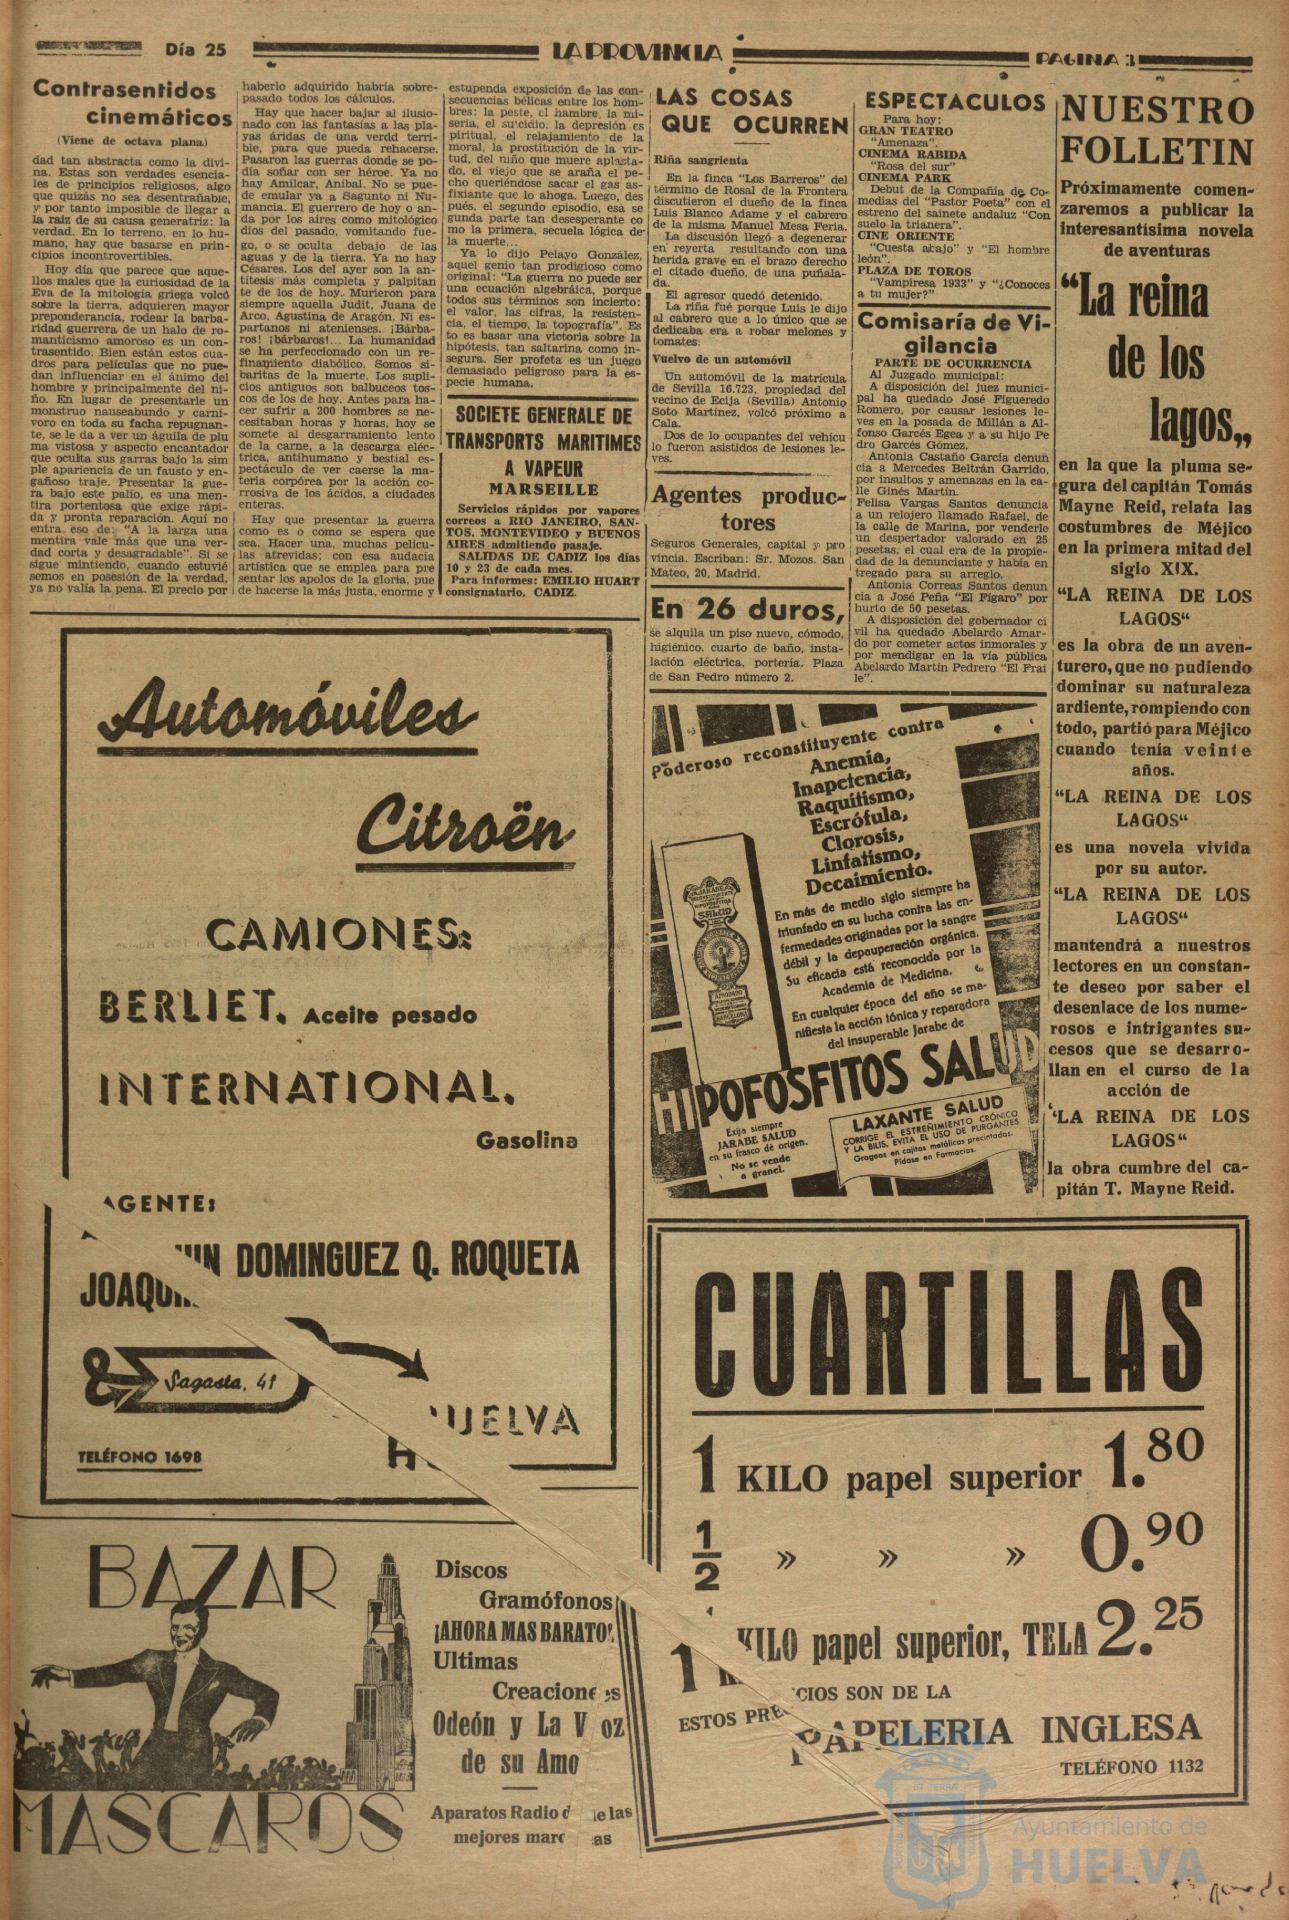 Día 25
LA PROVINCIA
PAGINA 3
Contrasentidos
cinemáticos
(Viene de octava plana)
dad tan abstracta como la divi-
na. Estas son verdades esencia-
les de principios religiosos, algo
que quizás no sea desentrañable,
y por tanto imposible de llegar a
la raíz de su causa generatriz: la
verdad. En lo terreno, en lo hu-
mano, hay que basarse en prin-
cipios incontrovertibles.
Hoy día que parece que aque-
llos males que la curiosidad de la
Eva de la mitología griega volcó
sobre la tierra, adquieren mayor
preponderancia, rodear la barba-
ridad guerrera de un halo de ro-
manticismo amoroso es un con-
trasentido. Bien están estos cua-
dros para películas que no pue-
dan influenciar en el ánimo del
hombre y principalmente del ni-
ño. En lugar de presentarle un
monstruo nauseabundo y carní-
voro en toda su facha repugnan-
te, se le da a ver un águila de plu
ma vistosa y aspecto encantador
que oculta sus garras bajo la sim
ple apariencia de un fausto y en-
gañoso traje. Presentar la gue-
rra bajo este palio, es una men-
tira portentosa que exige rápi-
da y pronta reparación. Aquí no
entra eso de: "A la larga una
mentira vale más que una ver-
dad corta y desagradable". Si se
sigue mintiendo, cuando estuvié
semos en posesión de la verdad,
ya no valía la pena. El precio por
haberlo adquirido habría sobre-
pasado todos los cálculos.
Hay que hacer bajar al ilusio-
nado con las fantasías a las pla-
yas áridas de una verdd terri-
ble, para que pueda rehacerse.
Pasaron las guerras donde se po-
día soñar con ser héroe. Ya no
hay Amílcar, Aníbal. No se pue-
de emular ya a Sagunto ni Nu-
mancia. El guerrero de hoy o an-
da por los aires como mitológico
dios del pasado, vomitando fue-
go, o se oculta debajo de las
aguas y de la tierra. Ya no hay
Césares. Los del ayer son la an-
títesis más completa y palpitan
te de los de hoy. Murieron para
siempre aquella Judit, Juana de
Arco, Agustina de Aragón. Ni es-
partanos ni atenienses. ¡Bárba-
ros! ¡bárbaros!... La humanidad
se ha perfeccionado con un re-
finamiento diabólico. Somos si-
baritas de la muerte. Los supli-
cios antiguos son balbuceos tos-
cos de los de hoy. Antes para ha-
cer sufrir a 200 hombres se ne-
cesitaban horas y horas, hoy se
somete al desgarramiento lento
de la carne, a la descarga eléc-
trica, antihumano y bestial es-
pectáculo de ver caerse la ma-
teria corpórea por la acción co-
rrosiva de los ácidos, a ciudades
enteras.
Hay que presentar la guerra
como es o como se espera que
sea. Hacer una, muchas pelícu-
las atrevidas; con esa audacia
artística que se emplea para pre
sentar los apolos de la gloria, pue
de hacerse la más justa, enorme y
estupenda exposición de las con-
secuencias bélicas entre los hom-
bres: la peste, el hambre, la mi-
seria, el su'cidio, la depresión es
piritual, el relajamiento de la
moral, la prostitución de la vir-
tud, del niño que muere aplasta-
do, el viejo que se araña el pe-
cho queriéndose sacar el gas as-
fixiante que lo ahoga. Luego, des
pués, el segundo episodio, esa se
gunda parte tan desesperante co
mo la primera, secuela lógica de
la muerte...
Ya lo dijo Pelayo González,
aquel genio tan prodigioso como
original: "La guerra no puede ser
una ecuación algebráica, porque
todos sus términos son incierto:
el valor, las cifras, la resisten-
cia, el tiempo, la topografía". Es
to es basar una victoria sobre la
hipótesis, tan saltarina como in-
segura. Ser profeta es un juego
demasiado peligroso para la es-
pecie humana.
SOCIETE GENERALE DE
TRANSPORTS MARITIMES
A VAPEUR
MARSEILLE
Servicios rápidos por vapores
correos a RIO JANEIRO, SAN-
TOS, MONTEVIDEO y BUENOS
AIRES admitiendo pasaje.
SALIDAS DE CADIZ los días
10 y 23 de cada mes.
Para informes: EMILIO HUART
consignatario, CADIZ.
LAS COSAS
QUE OCURREN
Riña sangrienta
En la finca "Los Barreros" del
término de Rosal de la Frontera
discutieron el dueño de la finca
Luis Blanco Adame y el cabrero
de la misma Manuel Mesa Feria.
La discusión llegó a degenerar
en reyerta resultando con una
herida grave en el brazo derecho
el citado dueño, de una puñala-
da.
El agresor quedó detenido.
La riña fué porque Luis le dijo
al cabrero que a lo único que se
dedicaba era a robar melones y
tomates.
Vuelvo de un automóvil
Un automóvil de la matrícula
de Sevilla 16.723, propiedad del
vecino de Ecija (Sevilla) Antonio
Soto Martínez, volcó próximo a
Cala.
Dos de lo ocupantes del vehícu
lo fueron asistidos de lesiones le-
ves.
Agentes produc-
tores
Seguros Generales, capital y pro
vincia. Escriban: Sr. Mozos. San
Mateo, 20, Madrid.
En 26 duros,
se alquila un piso nuevo, cómodo,
higiénico, cuarto de baño, insta-
lación eléctrica, portería. Plaza
de San Pedro número 2.
ESPECTACULOS
Para hoy:
GRAN TEATRO
"Amenaza".
CINEMA RABIDA
"Rosa del sur"
CINEMA PARK
Debut de la Compañía de Co-
medias del "Pastor Poeta" con el
estreno del sainete andaluz "Con
suelo la trianera".
CINE ORIENTE
"Cuesta abajo" y "El hombre
león".
PLAZA DE TOROS
"Vampiresa 1933" y "¿Conoces
a tu mujer?"
Comisaría de Vi-
gilancia
PARTE DE OCURRENCIA
Al Juzgado municipal:
A disposición del juez munici-
pal ha quedado José Figueredo
Romero, por causar lesiones le-
ves en la posada de Millán a Al-
fonso Garcés Egea y a su hijo Pe
dro Garcés Gómez.
Antonia Castaño García denun
cia a Mercedes Beltrán Garrido,
por insultos y amenazas en la ca-
lle Ginés Martín.
Felisa Vargas Santos denuncia
a un relojero llamado Rafael, de
la calle de Marina, por venderle
un despertador valorado en 25
pesetas, el cual era de la propie-
dad de la denunciante y había en-
tregado para su arreglo.
Antonia Correas Santos denun
cia a José Peña "El Fígaro" por
hurto de 50 pesetas.
A disposición del gobernador ci
vil ha quedado Abelardo Amar-
do por cometer actos inmorales y
por mendigar en la vía pública
Abelardo Martín Pedrero "El Frai
le".
NUESTRO
FOLLETIN
Próximamente comen-
zaremos a publicar la
interesantísima novela
de aventuras
"La reina
de los
lagos„
en la que la pluma se-
gura del capitán Tomás
Mayne Reid, relata las
costumbres de Méjico
en la primera mitad del
siglo XIX.
"LA REINA DE LOS
LAGOS"
es la obra de un aven-
turero, que no pudiendo
dominar su naturaleza
ardiente, rompiendo con
todo, partió para Méjico
cuando tenía veinte
años.
"LA REINA DE LOS
LAGOS"
es una novela vivida
por su autor.
"LA REINA DE LOS
LAGOS"
mantendrá a nuestros
lectores en un constan-
te deseo por saber el
desenlace de los nume-
rosos e intrigantes su-
cesos que se desarro-
llan en el curso de la
acción de
"LA REINA DE LOS
LAGOS"
la obra cumbre del ca-
pitán T. Mayne Reid.
Automóviles
Citroën
CAMIONES:
BERLIET. Aceite pesado
INTERNATIONAL.
Gasolina
AGENTE:
JOAQUIN DOMINGUEZ Q. ROQUETA
Sagasta, 41
HUELVA
TELÉFONO 1698
Poderoso reconstituyente contra
Anemia,
Inapetencia,
Raquitismo,
Escrófula,
Clorosis,
Linfatismo,
Decaimiento.
En más de medio siglo siempre ha
triunfado en su lucha contra las en-
fermedades originadas por la sangre
débil y la depauperación orgánica.
Su eficacia está reconocida por la
Academia de Medicina.
En cualquier época del año se ma-
nifiesta la acción tónica y reparadora
del insuperable Jarabe de
HIPOFOSFITOS SALUD
Exija siempre
JARABE SALUD
en su frasco de origen.
No se vende
a granel.
LAXANTE SALUD
CORRIGE EL ESTREÑIMIENTO CRÓNICO
Y LA BILIS. EVITA EL USO DE PURGANTES
Grageas en cajitas metálicas precintadas.
Pídase en Farmacias.
BAZAR
MASCAROS
Discos
Gramófonos
¡AHORA MAS BARATO!
Ultimas
Creaciones
Odeón y La Voz
de su Amo
Aparatos Radio de las
mejores marcas
CUARTILLAS
1 KILO papel superior 1.80
1/2 » » » 0.90
1 KILO papel superior, TELA 2.25
ESTOS PRECIOS SON DE LA
PAPELERIA INGLESA
TELÉFONO 1132
Ayuntamiento de
HUELVA